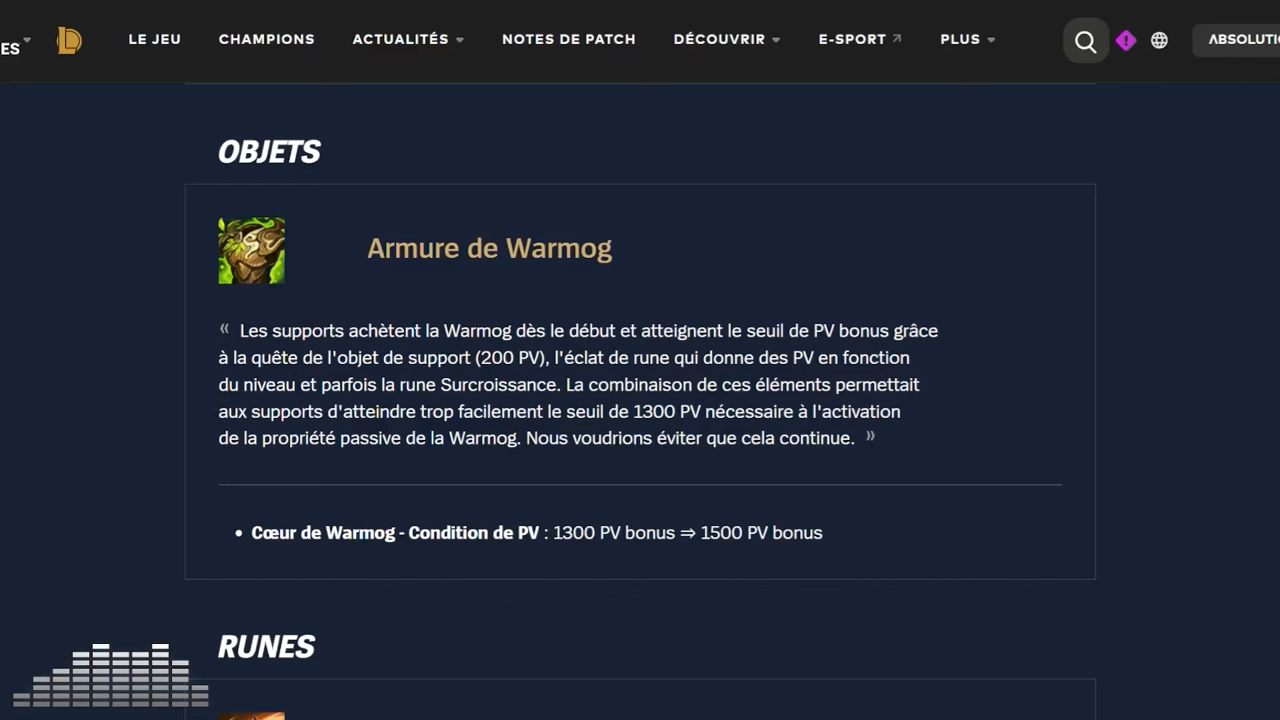 ES
LE JEU
CHAMPIONS
ACTUALITÉS
NOTES DE PATCH
DÉCOUVRIR
E-SPORT
PLUS
ABSOLUTIO
OBJETS
Armure de Warmog
« Les supports achètent la Warmog dès le début et atteignent le seuil de PV bonus grâce
à la quête de l'objet de support (200 PV), l'éclat de rune qui donne des PV en fonction
du niveau et parfois la rune Surcroissance. La combinaison de ces éléments permettait
aux supports d'atteindre trop facilement le seuil de 1300 PV nécessaire à l'activation
de la propriété passive de la Warmog. Nous voudrions éviter que cela continue. »
• Cœur de Warmog - Condition de PV : 1300 PV bonus ⇒ 1500 PV bonus
RUNES